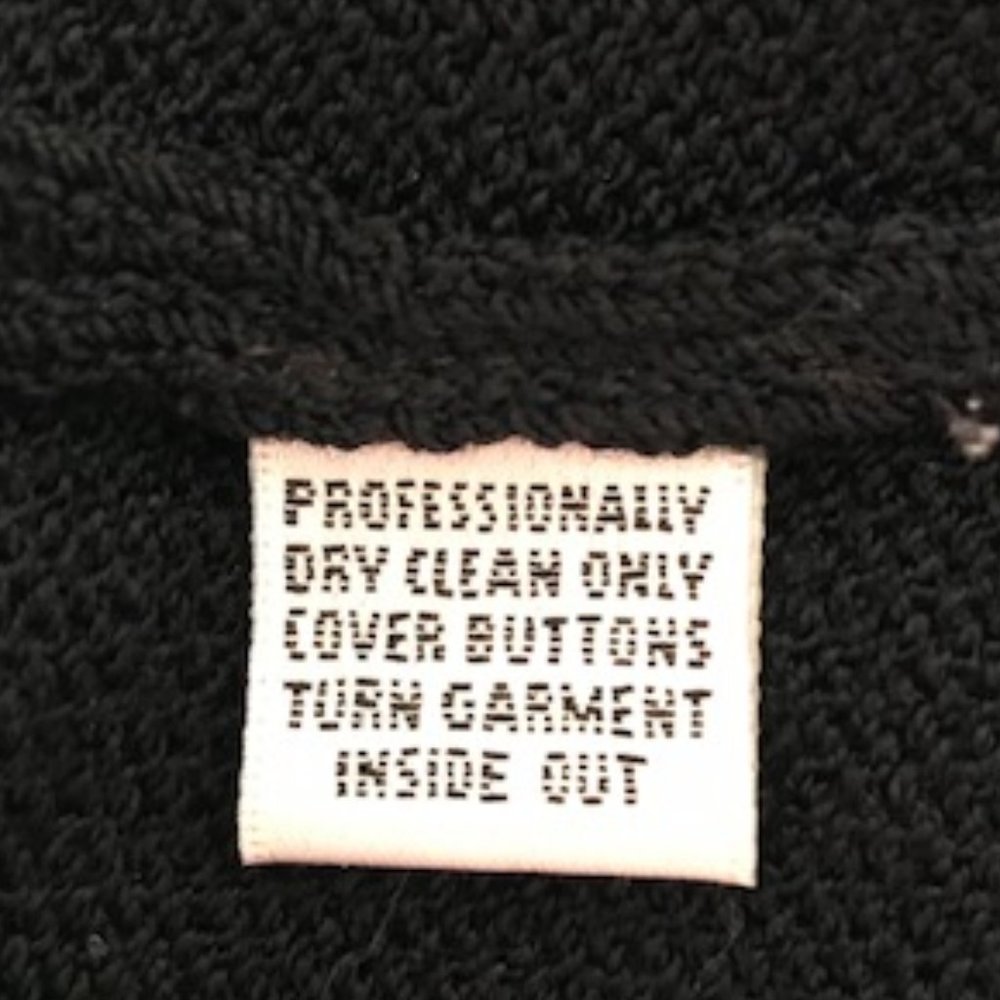 PROFESSIONALLY
DRY CLEAN ONLY
COVER BUTTONS
TURN GARMENT
INSIDE OUT